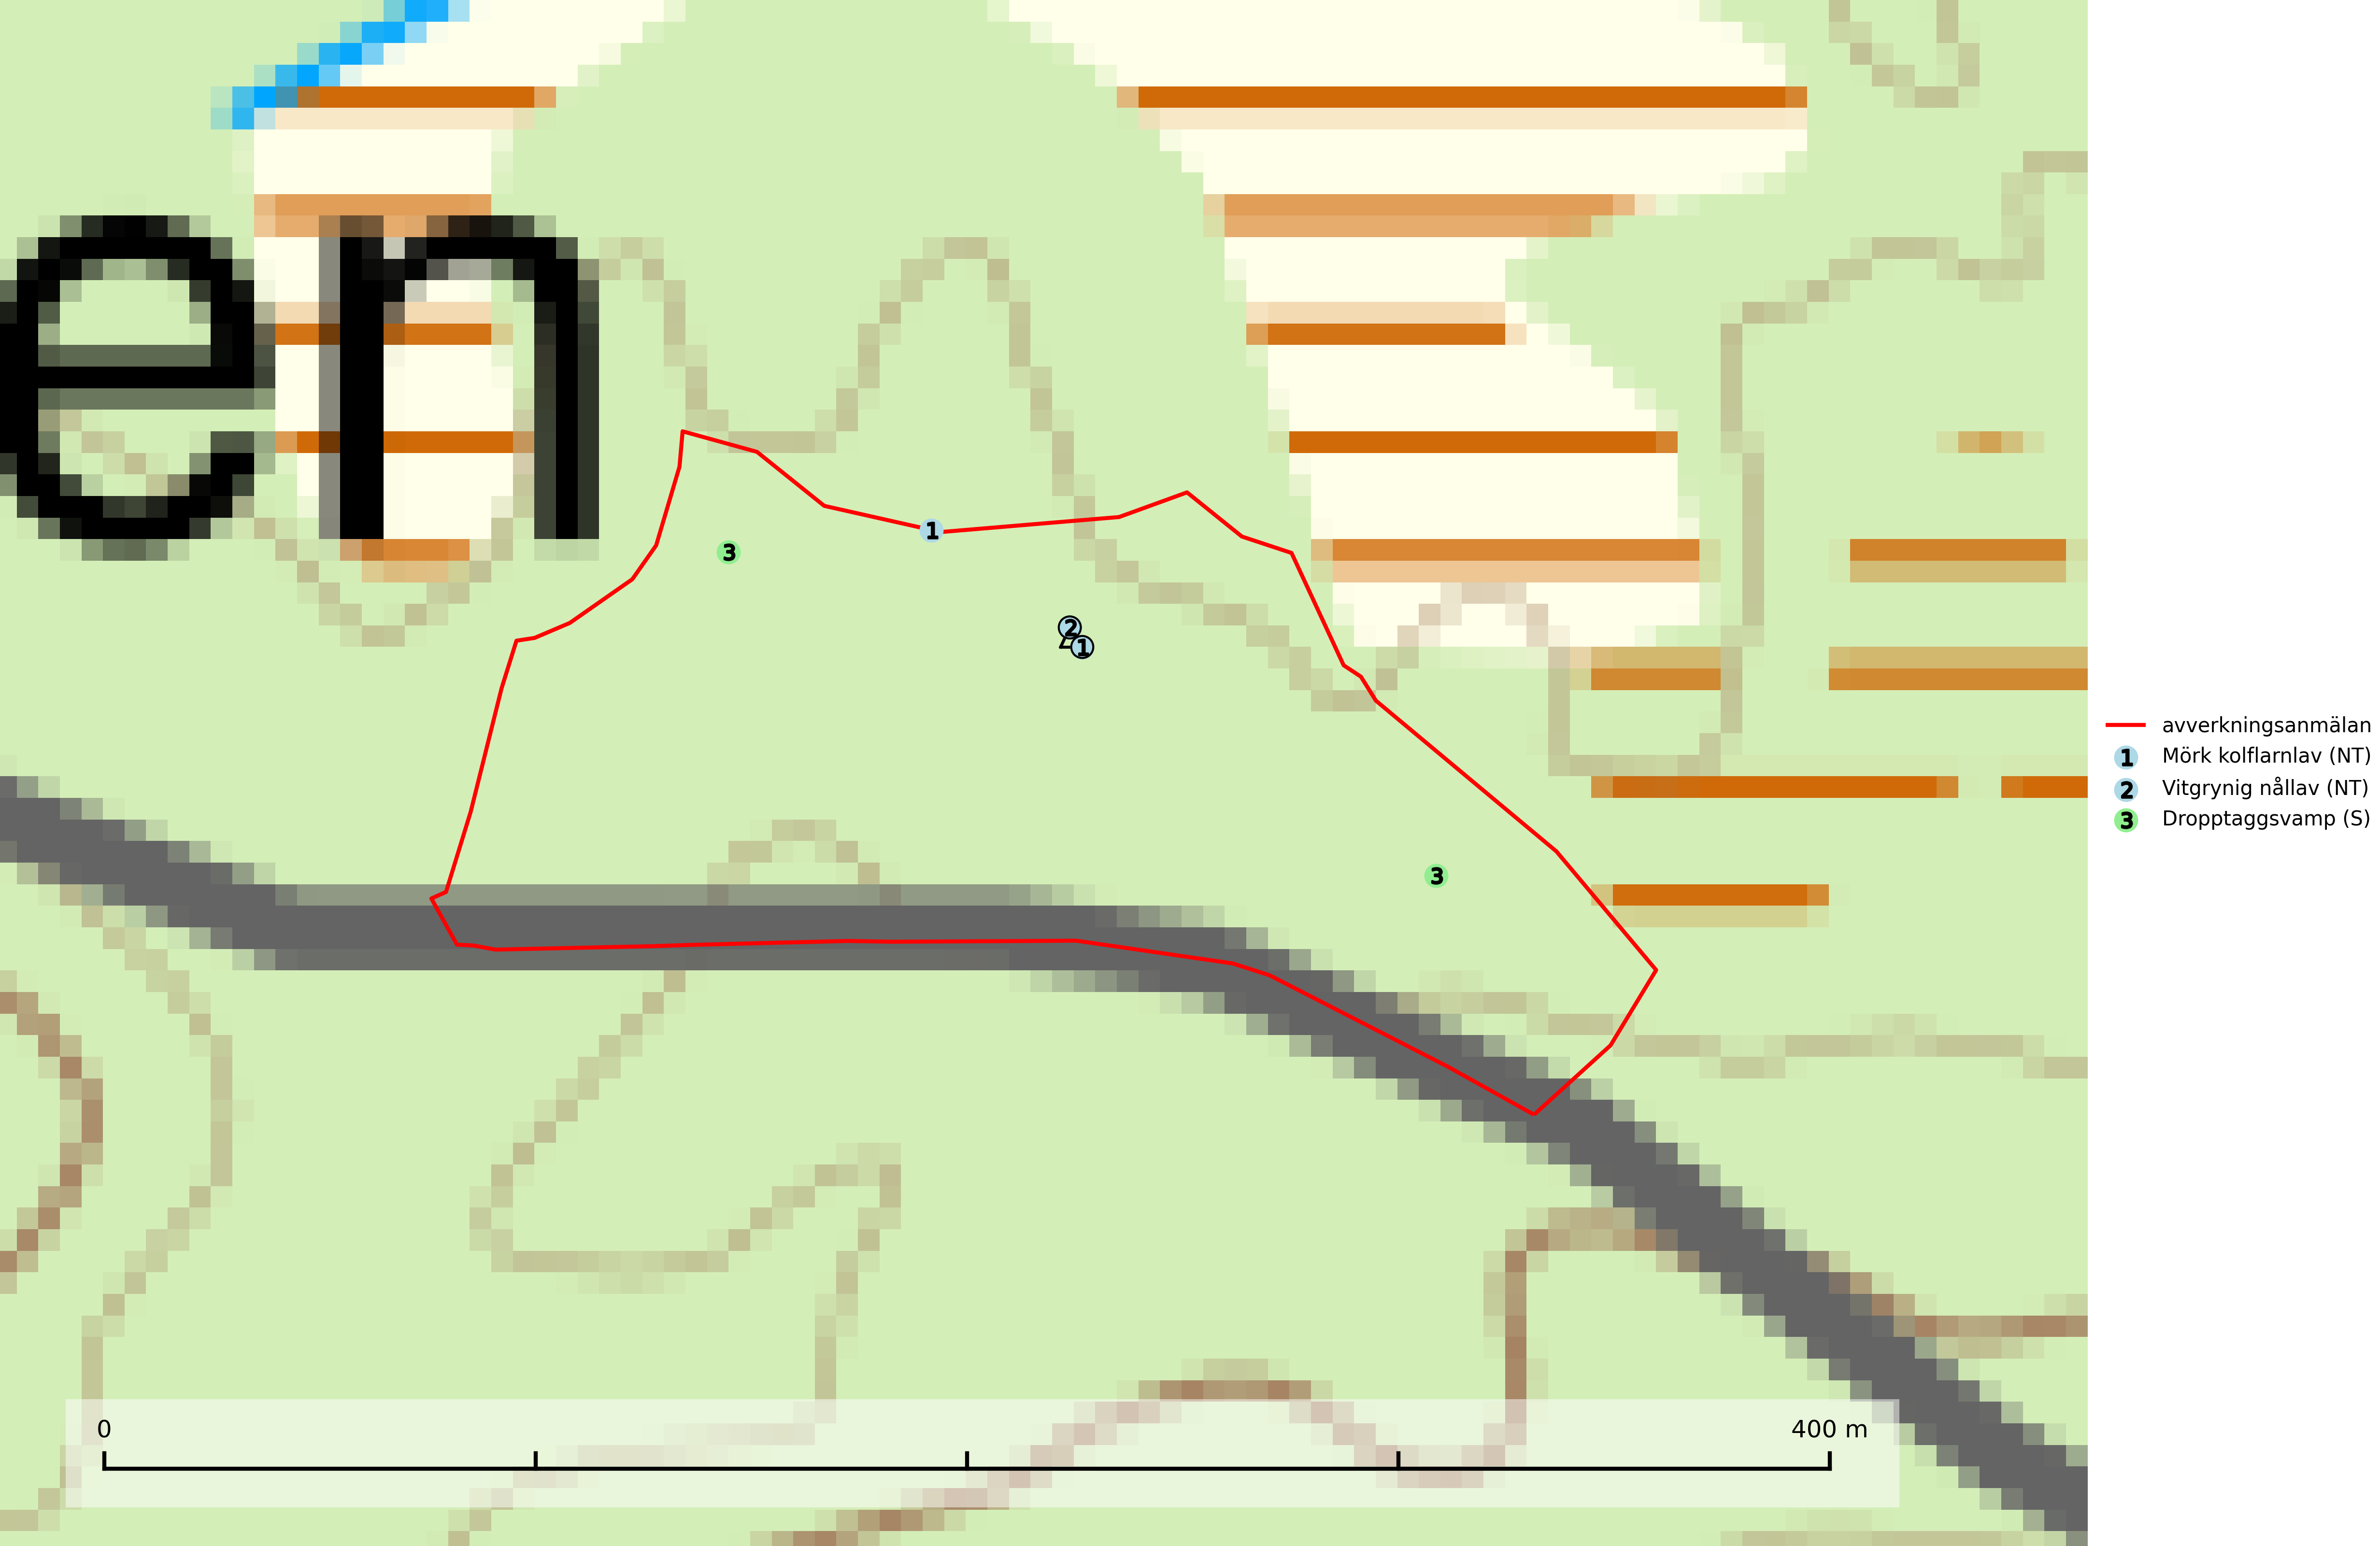 en
1
3
2
1
3
avverkningsanmälan
1 Mörk kolflarnlav (NT)
2 Vitgrynig nållav (NT)
3 Dropptaggsvamp (S)
0 400 m